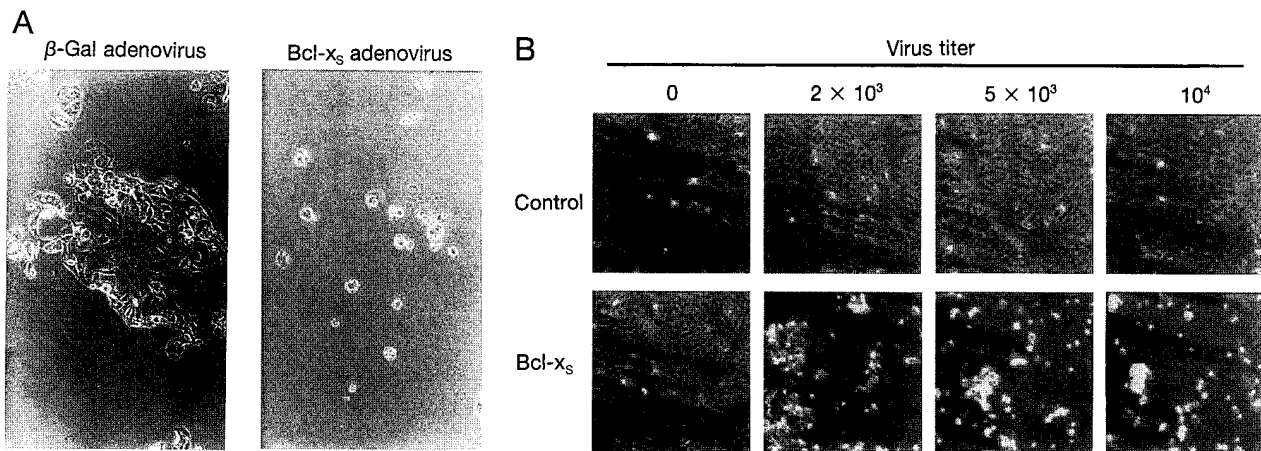 A
β-Gal adenovirus
Bcl-xₛ adenovirus
B
Virus titer
0
2 × 10³
5 × 10³
10⁴
Control
Bcl-xₛ